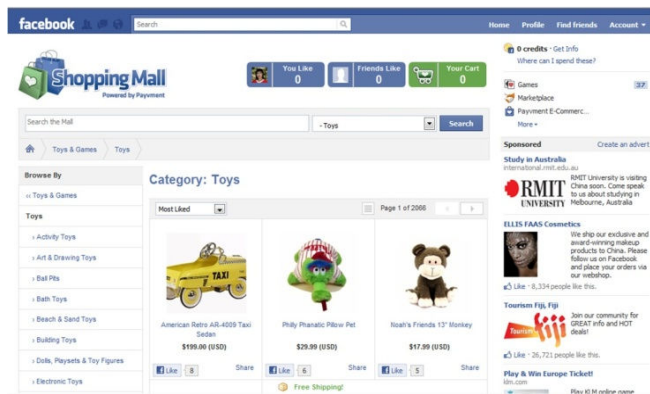 facebook
Search
Home Profile Find friends Account
Shopping Mall
Powered by Payvment
You Like
0
Friends Like
0
Your Cart
0
Search the Mall
- Toys
Search
Toys & Games
Toys
Browse By
‹‹ Toys & Games
Toys
› Activity Toys
› Art & Drawing Toys
› Ball Pits
› Bath Toys
› Beach & Sand Toys
› Building Toys
› Dolls, Playsets & Toy Figures
› Electronic Toys
Category: Toys
Most Liked
Page 1 of 2066
TAXI
American Retro AR-4009 Taxi
Sedan
$199.00 (USD)
Like 8 Share
Philly Phanatic Pillow Pet
$29.99 (USD)
Like 6 Share
Free Shipping!
Noah's Friends 13" Monkey
$17.99 (USD)
Like 5 Share
0 credits · Get Info
Where can I spend these?
Games 37
Marketplace
Payvment E-Commerc...
More
Sponsored Create an advert
Study in Australia
international.rmit.edu.au
RMIT
UNIVERSITY
RMIT University is visiting
China soon. Come speak
to us about studying in
Melbourne, Australia
ELLIS FAAS Cosmetics
We ship our exclusive and
award-winning makeup
products to China. Please
follow us on Facebook
and place your orders via
our webshop.
Like · 8,334 people like this.
Tourism Fiji, Fiji
Tourism fiji
Join our community for
GREAT info and HOT
deals!
Like · 26,721 people like this.
Play & Win Europe Ticket!
klm.com
Play KLM online game